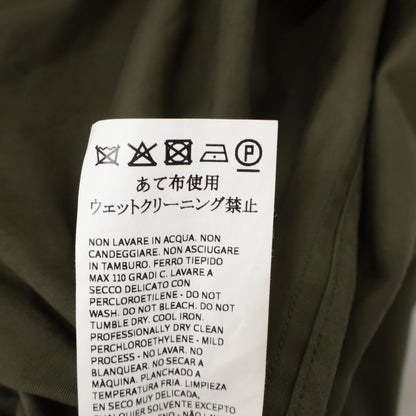 P
あて布使用
ウェットクリーニング禁止
NON LAVARE IN ACQUA. NON
CANDEGGIARE. NON ASCIUGARE
IN TAMBURO. FERRO TIEPIDO
MAX 110 GRADI C. LAVARE A
SECCO DELICATO CON
PERCLOROETILENE - DO NOT
WASH. DO NOT BLEACH. DO NOT
TUMBLE DRY. COOL IRON.
PROFESSIONALLY DRY CLEAN
PERCHLOROETHYLENE - MILD
PROCESS - NO LAVAR. NO
BLANQUEAR. NO SECAR A
MÁQUINA. PLANCHADO A
TEMPERATURA FRIA. LIMPIEZA
EN SECO MUY DELICADA,
CUALQUIER SOLVENTE EXCEPTO